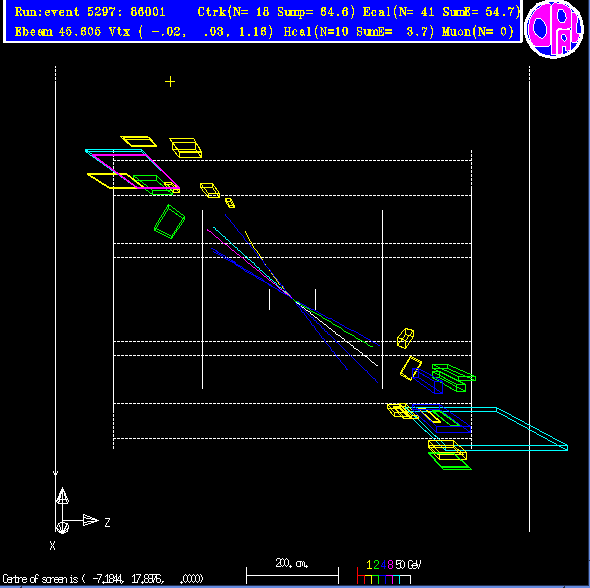 Run:event 5297: 86001 Ctrk(N= 18 Sump= 64.6) Ecal(N= 41 SumE= 54.7)
Ebeam 45.606 Vtx ( -.02, .03, 1.16) Hcal(N=10 SumE= 3.7) Muon(N= 0)
OPAL
Y
Z
X
200. cm.
1 2 4 8 50 GeV
Centre of screen is ( -7.1844, 17.8976, .0000)